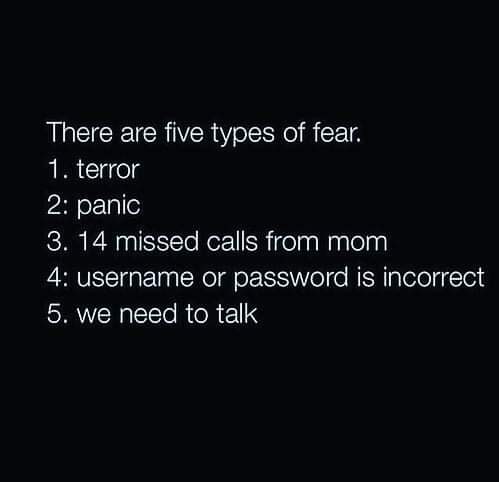 There are five types of fear.
1. terror
2: panic
3. 14 missed calls from mom
4: username or password is incorrect
5. we need to talk